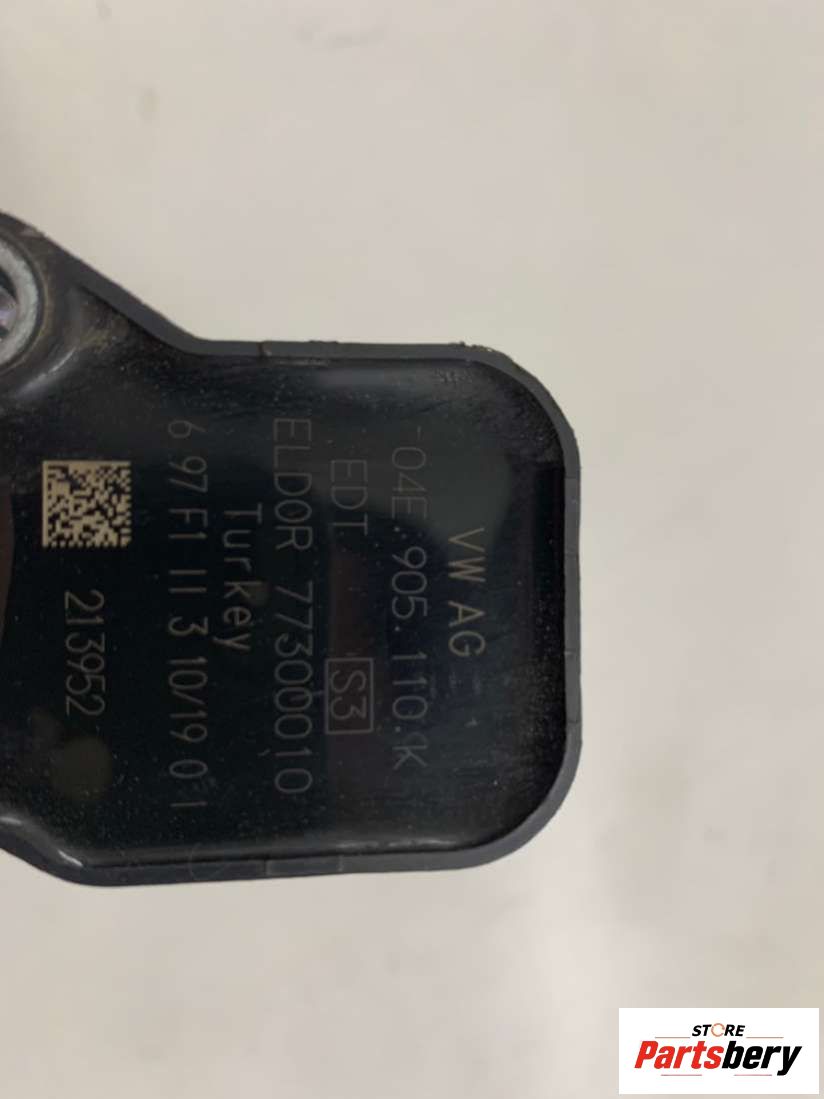 VW AG
04E.905.110.K
EDT S3
ELDOR 77300010
Turkey
6 97 F1 11 3 10/19 01
213952
STORE
Partsbery